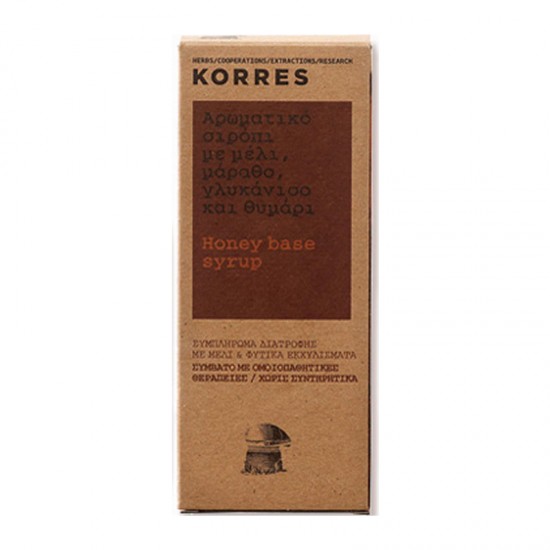 HERBS/COOPERATIONS/EXTRACTIONS/RESEARCH
KORRES
Αρωματικό
σιρόπι
με μέλι,
μάραθο,
γλυκάνισο
και θυμάρι
Honey base
syrup
ΣΥΜΠΛΗΡΩΜΑ ΔΙΑΤΡΟΦΗΣ
ΜΕ ΜΕΛΙ & ΦΥΤΙΚΑ ΕΚΧΥΛΙΣΜΑΤΑ
ΣΥΜΒΑΤΟ ΜΕ ΟΜΟΙΟΠΑΘΗΤΙΚΕΣ
ΘΕΡΑΠΕΙΕΣ / ΧΩΡΙΣ ΣΥΝΤΗΡΗΤΙΚΑ